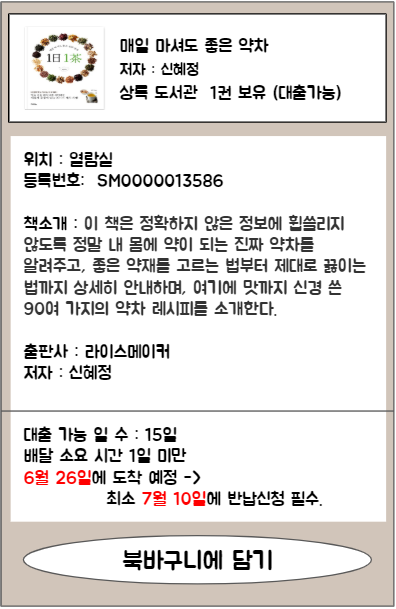 1日1茶
매일 마셔도 좋은 약차
저자 : 신혜정
상록 도서관 1권 보유 (대출가능)
위치 : 열람실
등록번호: SM0000013586
책소개 : 이 책은 정확하지 않은 정보에 휩쓸리지
않도록 정말 내 몸에 약이 되는 진짜 약차를
알려주고, 좋은 약재를 고르는 법부터 제대로 끓이는
법까지 상세히 안내하며, 여기에 맛까지 신경 쓴
90여 가지의 약차 레시피를 소개한다.
출판사 : 라이스메이커
저자 : 신혜정
대출 가능 일 수 : 15일
배달 소요 시간 1일 미만
6월 26일에 도착 예정 ->
최소 7월 10일에 반납신청 필수.
북바구니에 담기